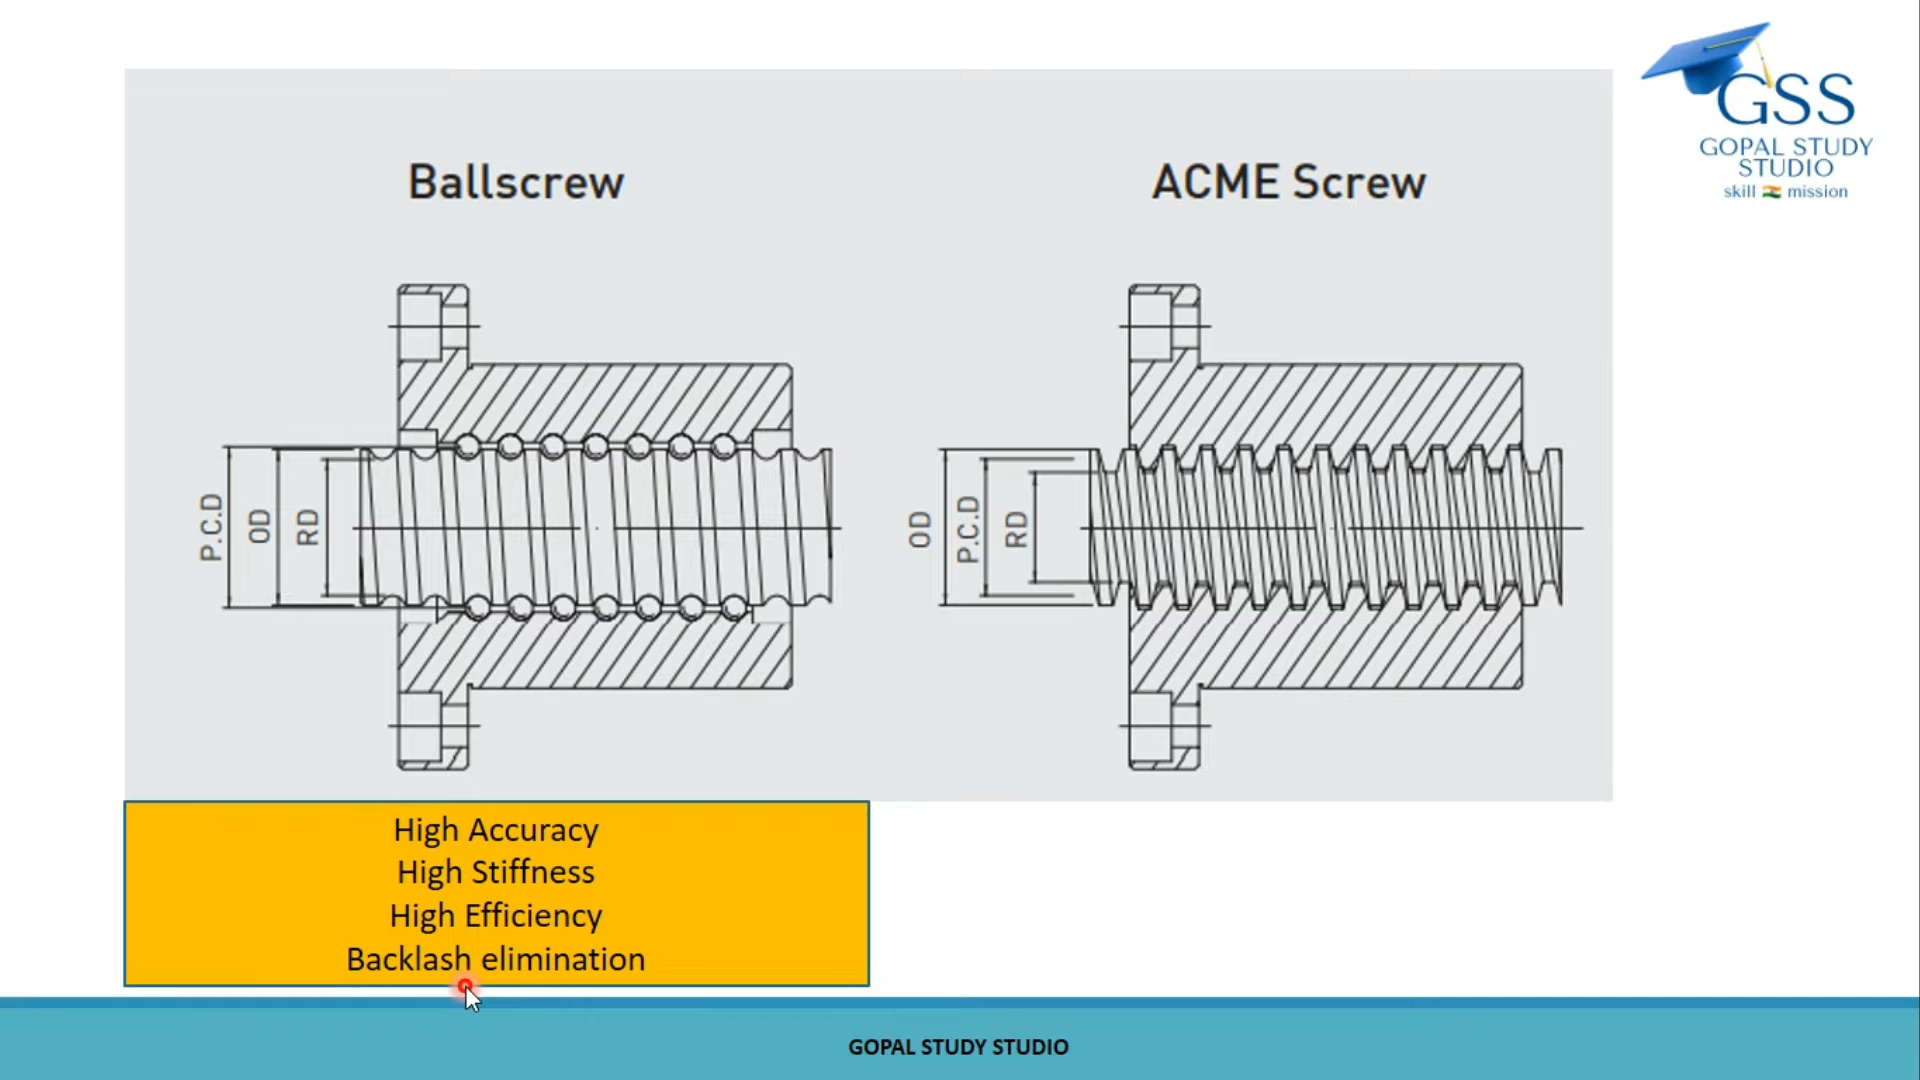 Ballscrew
ACME Screw
GSS
GOPAL STUDY
STUDIO
skill mission
P.C.D
OD
RD
OD
P.C.D
RD
High Accuracy
High Stiffness
High Efficiency
Backlash elimination
GOPAL STUDY STUDIO